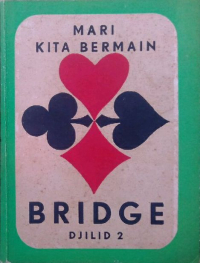 MARI
KITA BERMAIN
BRIDGE
DJILID 2